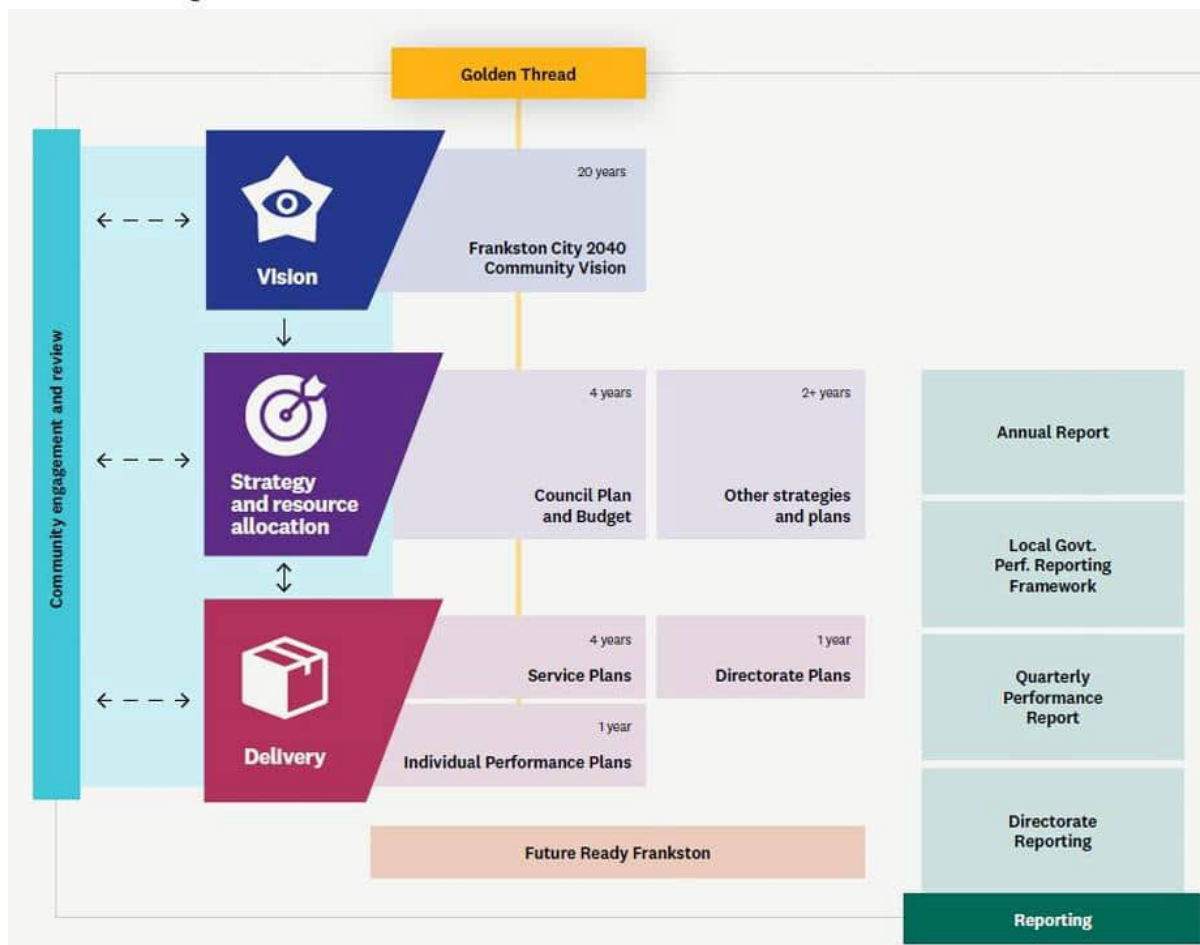 Golden Thread
Community engagement and review
Vision
20 years
Frankston City 2040
Community Vision
Strategy
and resource
allocation
4 years
Council Plan
and Budget
2+ years
Other strategies
and plans
Delivery
4 years
Service Plans
1 year
Directorate Plans
1 year
Individual Performance Plans
Future Ready Frankston
Annual Report
Local Govt.
Perf. Reporting
Framework
Quarterly
Performance
Report
Directorate
Reporting
Reporting